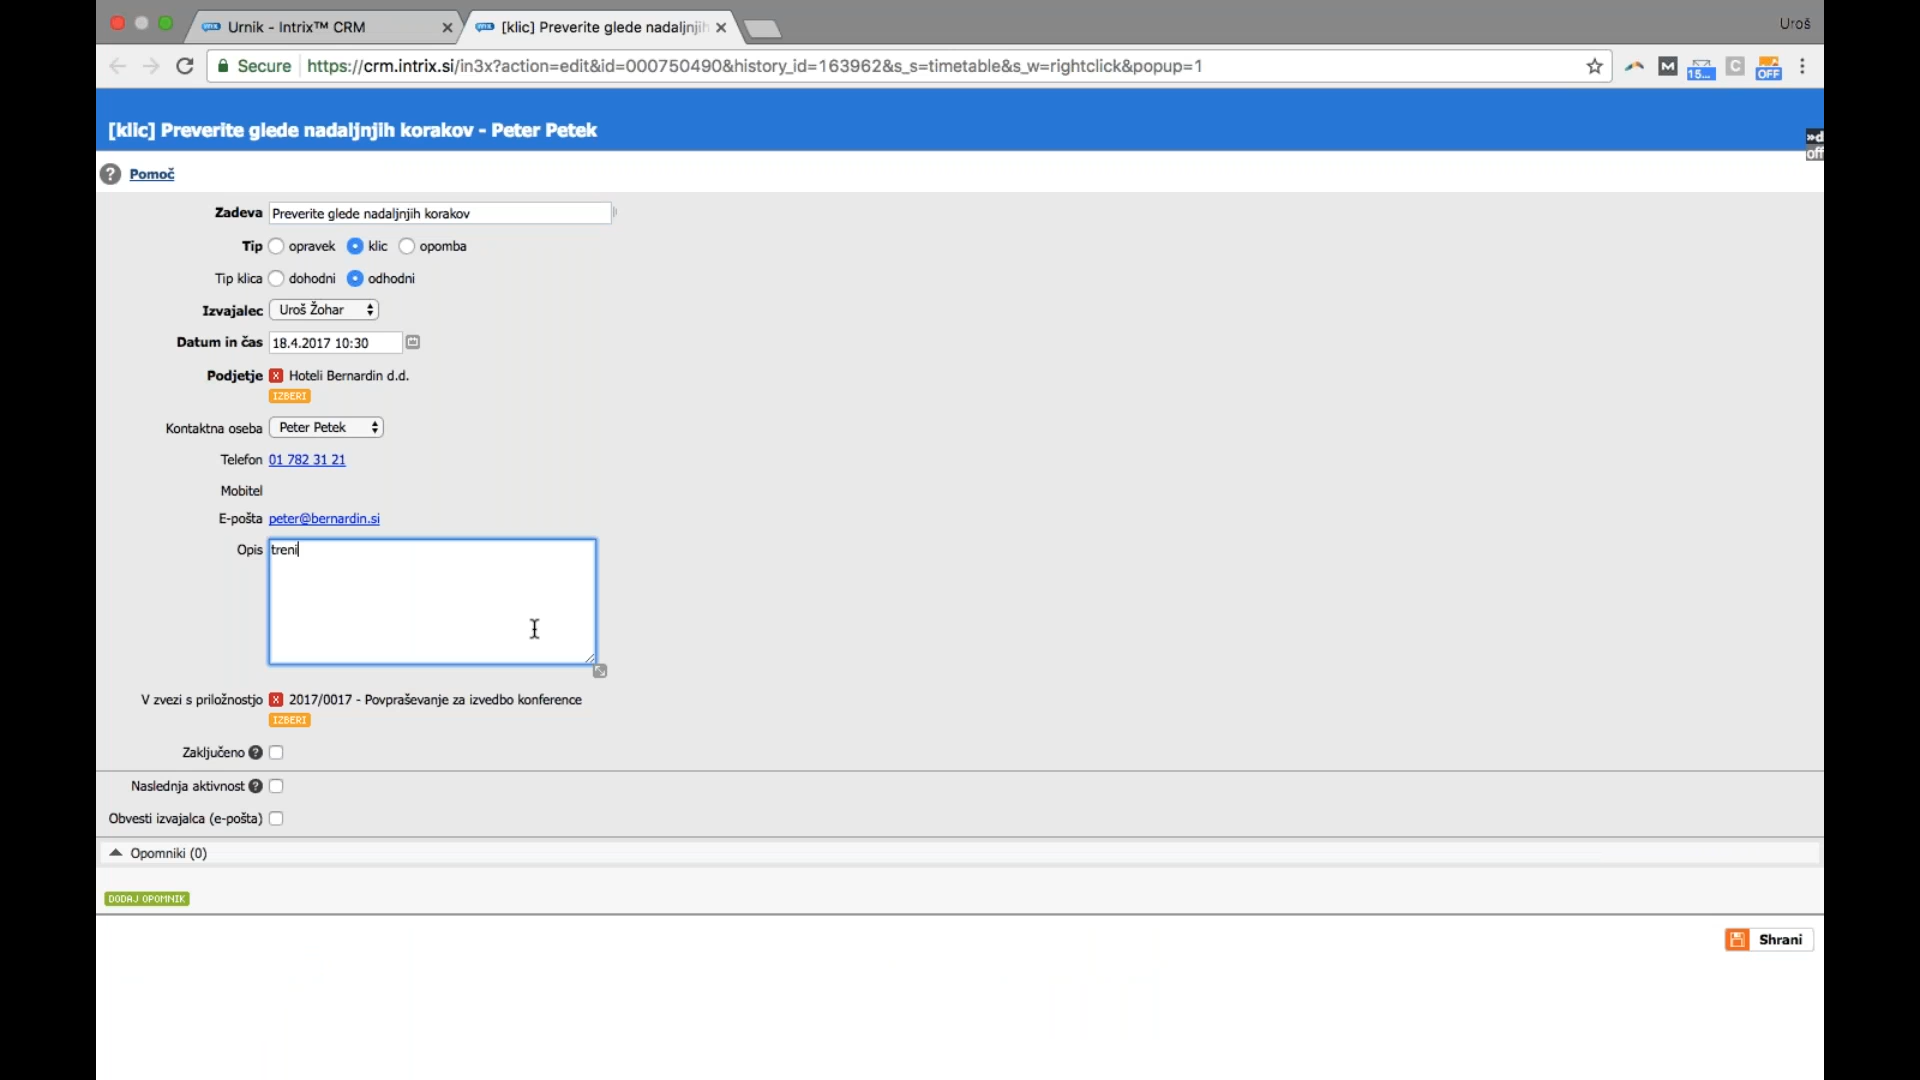 Urnik - Intrix™ CRM
[klic] Preverite glede nadaljnjih
Uroš
Secure https://crm.intrix.si/in3x?action=edit&id=000750490&history_id=163962&s_s=timetable&s_w=rightclick&popup=1
M
15...
C
OFF
[klic] Preverite glede nadaljnjih korakov - Peter Petek
»d
off
? Pomoč
Zadeva Preverite glede nadaljnjih korakov
Tip opravek klic opomba
Tip klica dohodni odhodni
Izvajalec Uroš Žohar
Datum in čas 18.4.2017 10:30
Podjetje X Hoteli Bernardin d.d.
IZBERI
Kontaktna oseba Peter Petek
Telefon 01 782 31 21
Mobitel
E-pošta peter@bernardin.si
Opis treni
V zvezi s priložnostjo X 2017/0017 - Povpraševanje za izvedbo konference
IZBERI
Zaključeno ?
Naslednja aktivnost ?
Obvesti izvajalca (e-pošta)
Opomniki (0)
DODAJ OPOMNIK
Shrani